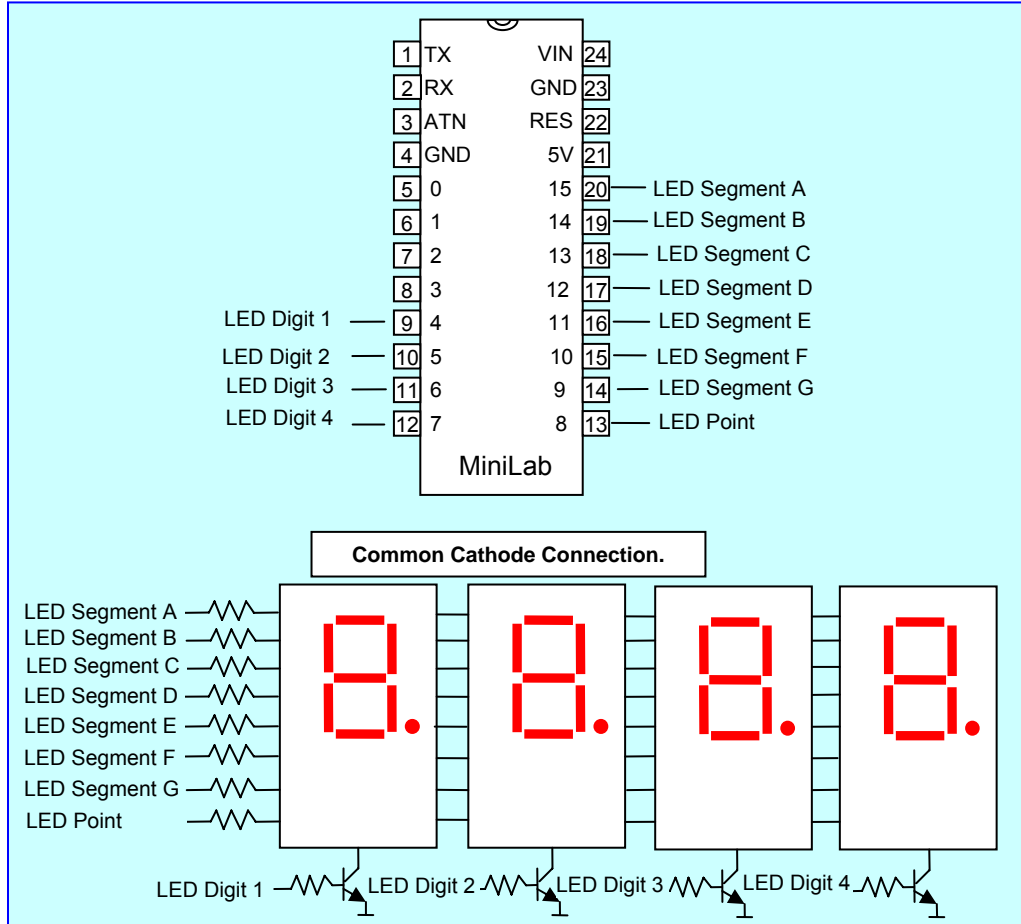 1 TX VIN 24
2 RX GND 23
3 ATN RES 22
4 GND 5V 21
5 0 15 20 LED Segment A
6 1 14 19 LED Segment B
7 2 13 18 LED Segment C
8 3 12 17 LED Segment D
LED Digit 1 9 4 11 16 LED Segment E
LED Digit 2 10 5 10 15 LED Segment F
LED Digit 3 11 6 9 14 LED Segment G
LED Digit 4 12 7 8 13 LED Point
MiniLab
Common Cathode Connection.
LED Segment A
LED Segment B
LED Segment C
LED Segment D
LED Segment E
LED Segment F
LED Segment G
LED Point
8. 8. 8. 8.
LED Digit 1 LED Digit 2 LED Digit 3 LED Digit 4